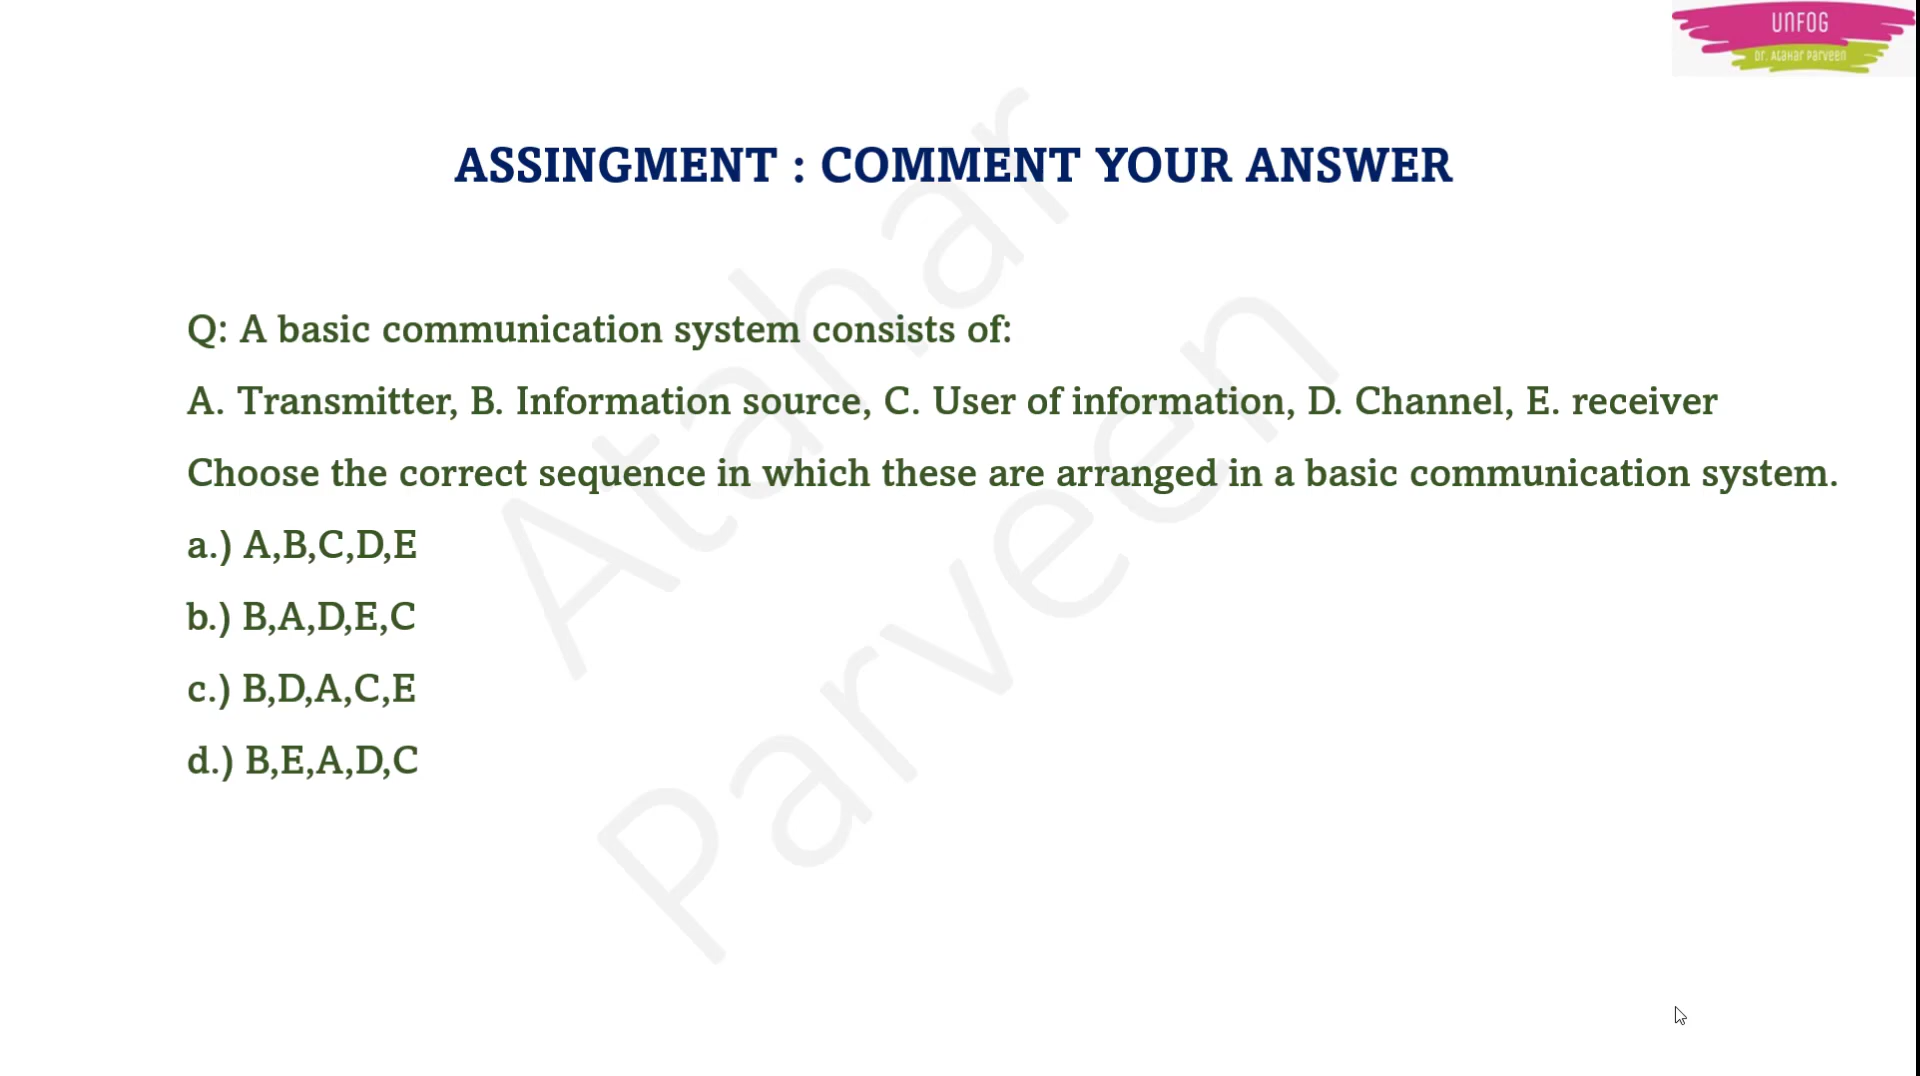 UNFOG
Dr. Atahar Parveen
ASSINGMENT : COMMENT YOUR ANSWER
Q: A basic communication system consists of:
A. Transmitter, B. Information source, C. User of information, D. Channel, E. receiver
Choose the correct sequence in which these are arranged in a basic communication system.
a.) A,B,C,D,E
b.) B,A,D,E,C
c.) B,D,A,C,E
d.) B,E,A,D,C
Atahar
Parveen